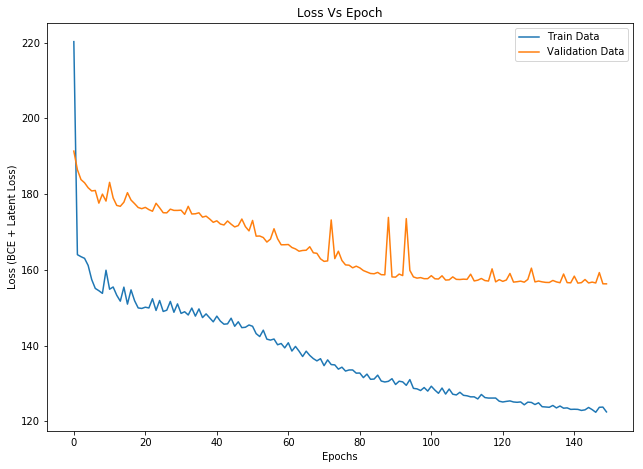 Loss Vs Epoch
Train Data
Validation Data
Loss (BCE + Latent Loss)
220
200
180
160
140
120
0 20 40 60 80 100 120 140
Epochs